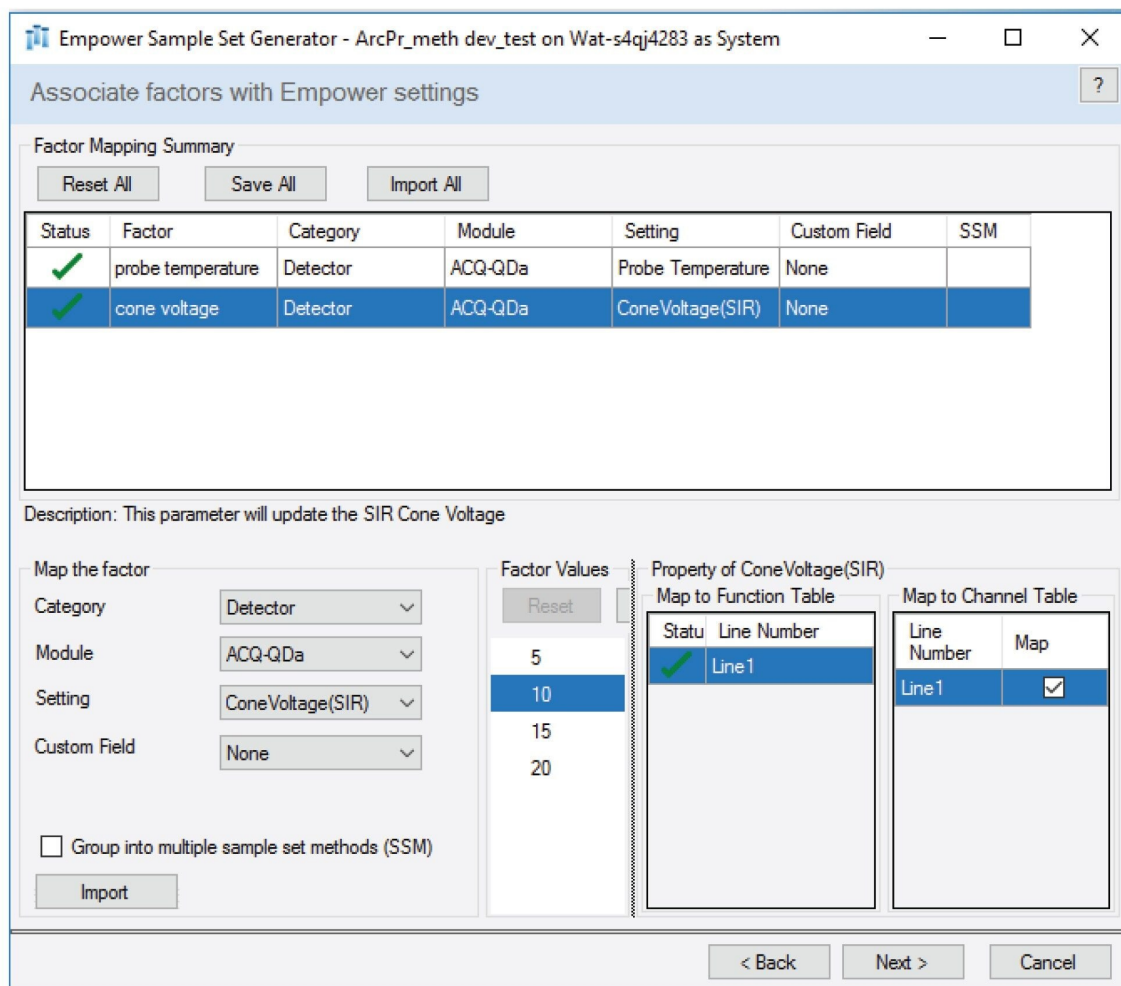 Empower Sample Set Generator - ArcPr_meth dev_test on Wat-s4qj4283 as System
Associate factors with Empower settings
?
Factor Mapping Summary
Reset All Save All Import All
Status Factor Category Module Setting Custom Field SSM
probe temperature Detector ACQ-QDa Probe Temperature None
cone voltage Detector ACQ-QDa ConeVoltage(SIR) None
Description: This parameter will update the SIR Cone Voltage
Map the factor
Category Detector
Module ACQ-QDa
Setting ConeVoltage(SIR)
Custom Field None
Group into multiple sample set methods (SSM)
Import
Factor Values
Reset
5
10
15
20
Property of ConeVoltage(SIR)
Map to Function Table
Statu Line Number
Line1
Map to Channel Table
Line Number Map
Line1
< Back Next > Cancel